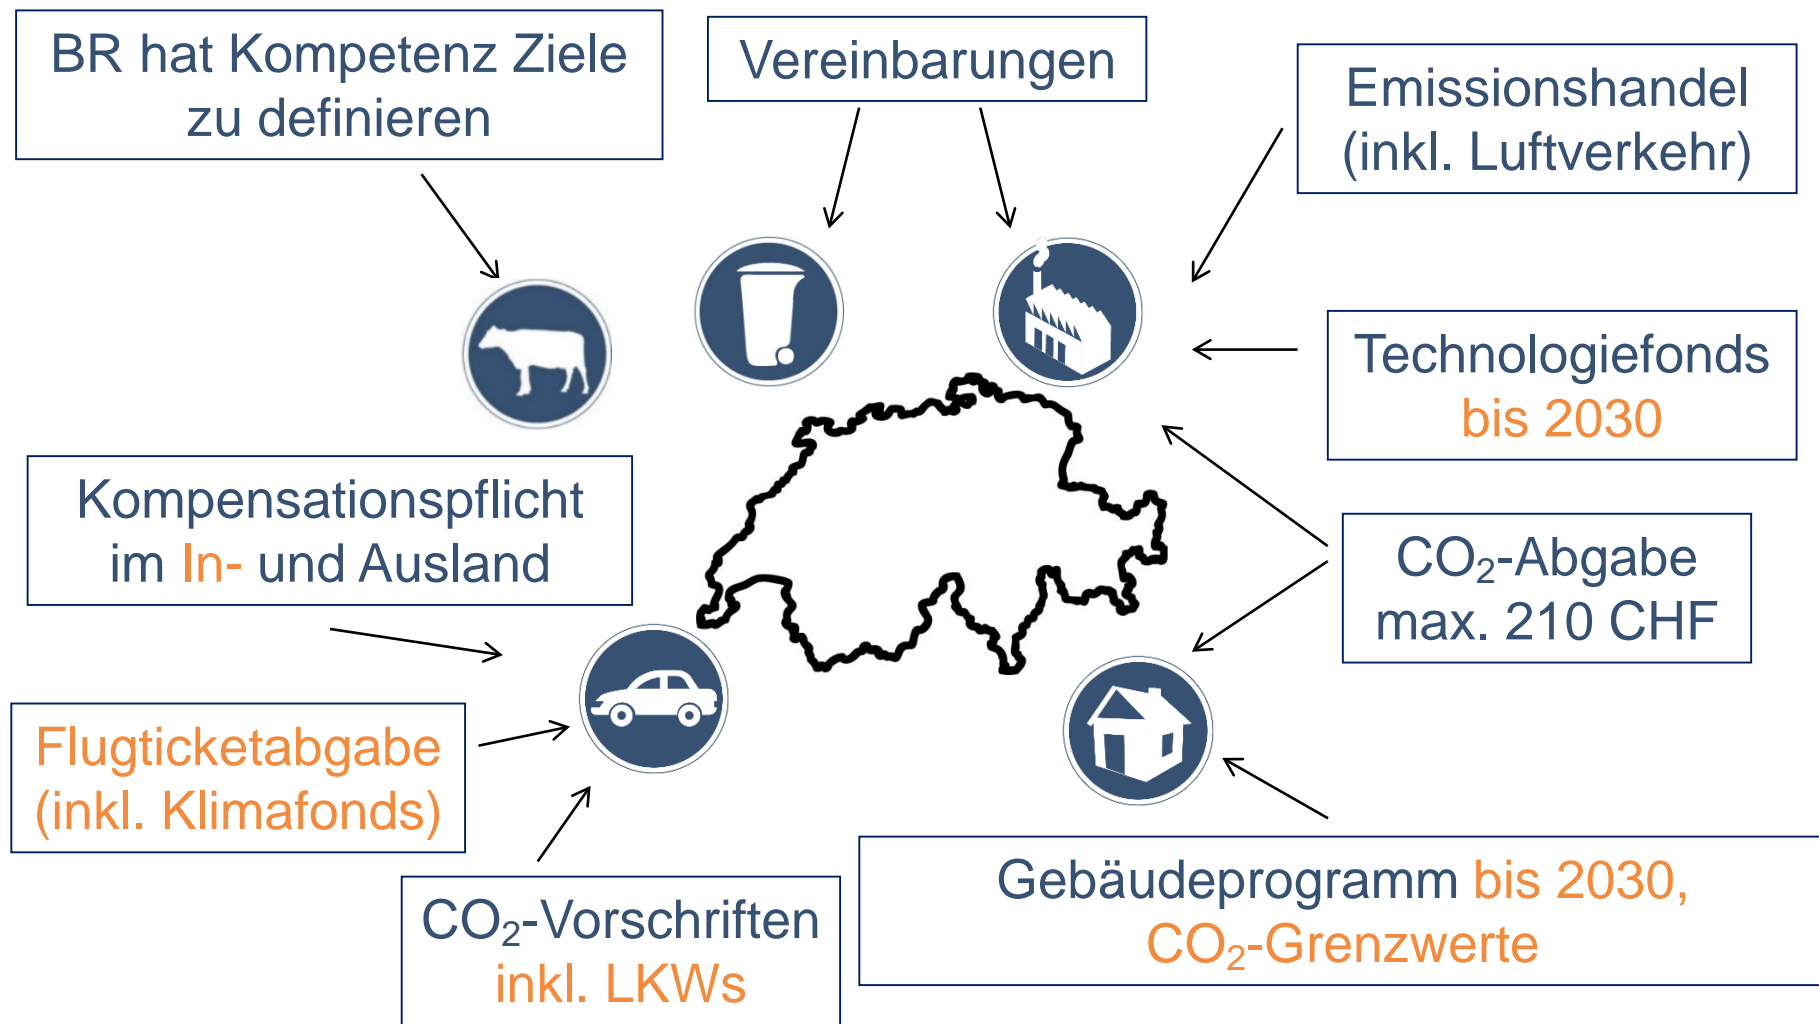 BR hat Kompetenz Ziele
zu definieren
Vereinbarungen
Emissionshandel
(inkl. Luftverkehr)
Technologiefonds
bis 2030
Kompensationspflicht
im In- und Ausland
CO₂-Abgabe
max. 210 CHF
Flugticketabgabe
(inkl. Klimafonds)
CO₂-Vorschriften
inkl. LKWs
Gebäudeprogramm bis 2030,
CO₂-Grenzwerte